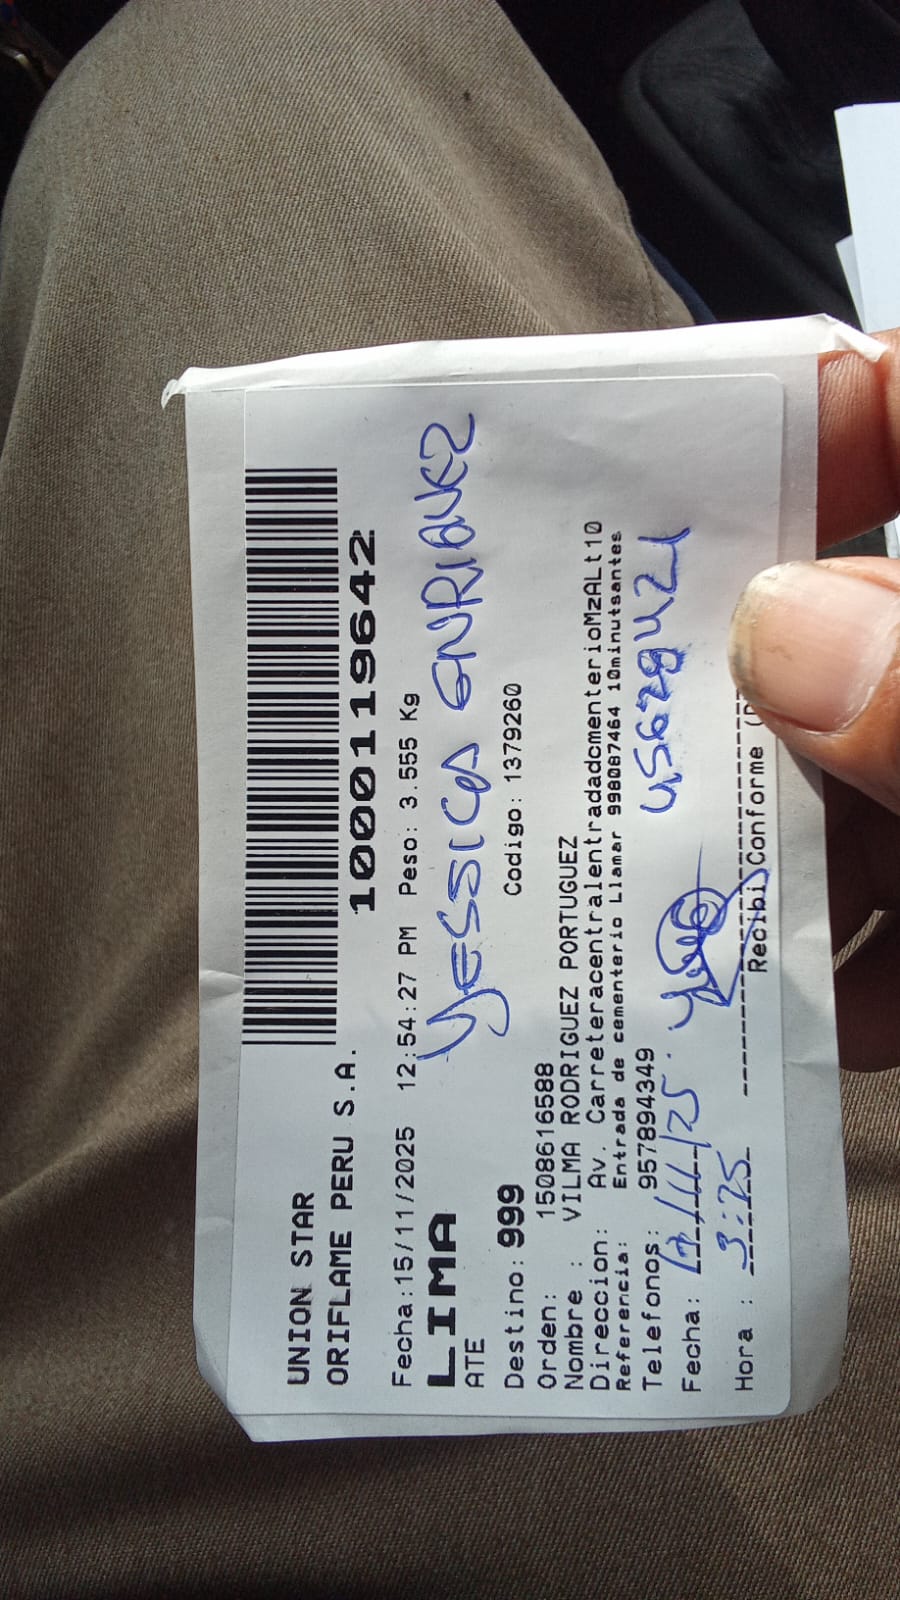 UNION STAR
ORIFLAME PERU S.A.
1000119642
Fecha:15/11/2025 12:54:27 PM Peso: 3.555 Kg
LIMA
YESSICA ENRIQUEZ
ATE
Destino: 999 Codigo: 1379260
Orden: 1508616588
Nombre : VILMA RODRIGUEZ PORTUGUEZ
Direccion: Av. CarreteracentralentradadcmenterioMzALt10
Referencia: Entrada de cementerio Llamar 998087464 10minutsantes
Telefonos: 957894349
Fecha: /11/25
Hora : 3:25
Recibi Conforme